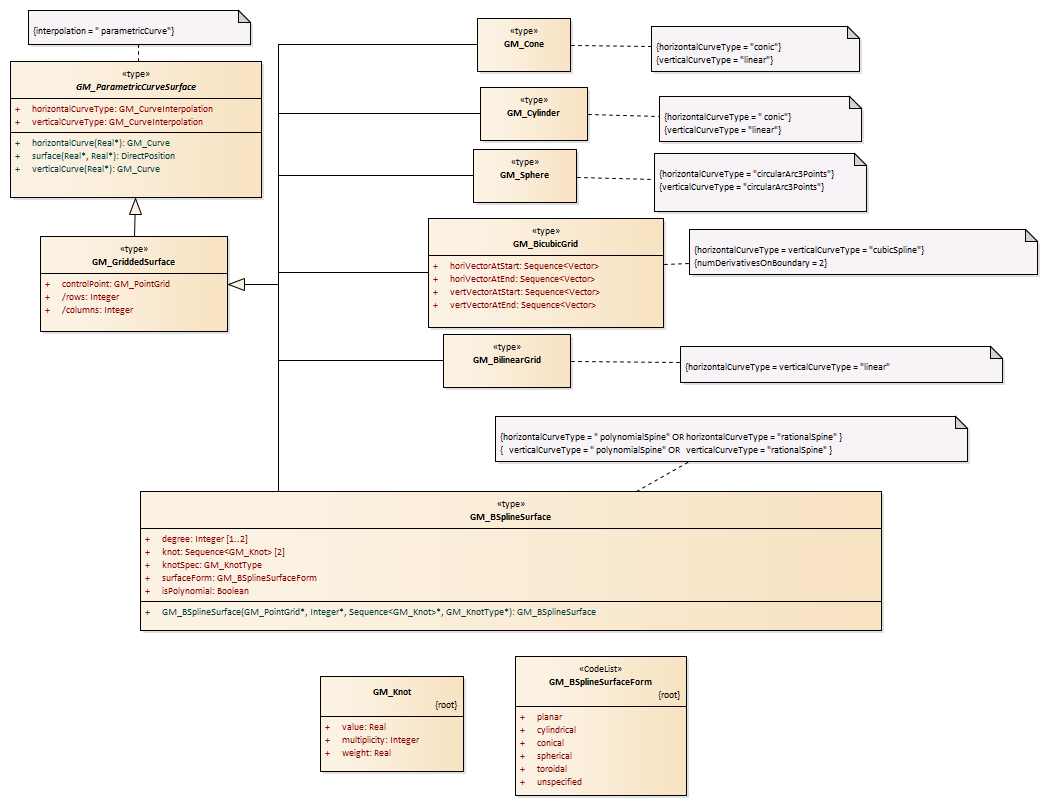 {interpolation = " parametricCurve"}
«type»
GM_ParametricCurveSurface
+ horizontalCurveType: GM_CurveInterpolation
+ verticalCurveType: GM_CurveInterpolation
+ horizontalCurve(Real*): GM_Curve
+ surface(Real*, Real*): DirectPosition
+ verticalCurve(Real*): GM_Curve
«type»
GM_GriddedSurface
+ controlPoint: GM_PointGrid
+ /rows: Integer
+ /columns: Integer
«type»
GM_Cone
{horizontalCurveType = "conic"}
{verticalCurveType = "linear"}
«type»
GM_Cylinder
{horizontalCurveType = " conic"}
{verticalCurveType = "linear"}
«type»
GM_Sphere
{horizontalCurveType = "circularArc3Points"}
{verticalCurveType = "circularArc3Points"}
«type»
GM_BicubicGrid
+ horiVectorAtStart: Sequence<Vector>
+ horiVectorAtEnd: Sequence<Vector>
+ vertVectorAtStart: Sequence<Vector>
+ vertVectorAtEnd: Sequence<Vector>
{horizontalCurveType = verticalCurveType = "cubicSpline"}
{numDerivativesOnBoundary = 2}
«type»
GM_BilinearGrid
{horizontalCurveType = verticalCurveType = "linear"
{horizontalCurveType = " polynomialSpine" OR horizontalCurveType = "rationalSpine" }
{ verticalCurveType = " polynomialSpine" OR verticalCurveType = "rationalSpine" }
«type»
GM_BSplineSurface
+ degree: Integer [1..2]
+ knot: Sequence<GM_Knot> [2]
+ knotSpec: GM_KnotType
+ surfaceForm: GM_BSplineSurfaceForm
+ isPolynomial: Boolean
+ GM_BSplineSurface(GM_PointGrid*, Integer*, Sequence<GM_Knot>*, GM_KnotType*): GM_BSplineSurface
GM_Knot
{root}
+ value: Real
+ multiplicity: Integer
+ weight: Real
«CodeList»
GM_BSplineSurfaceForm
{root}
+ planar
+ cylindrical
+ conical
+ spherical
+ toroidal
+ unspecified